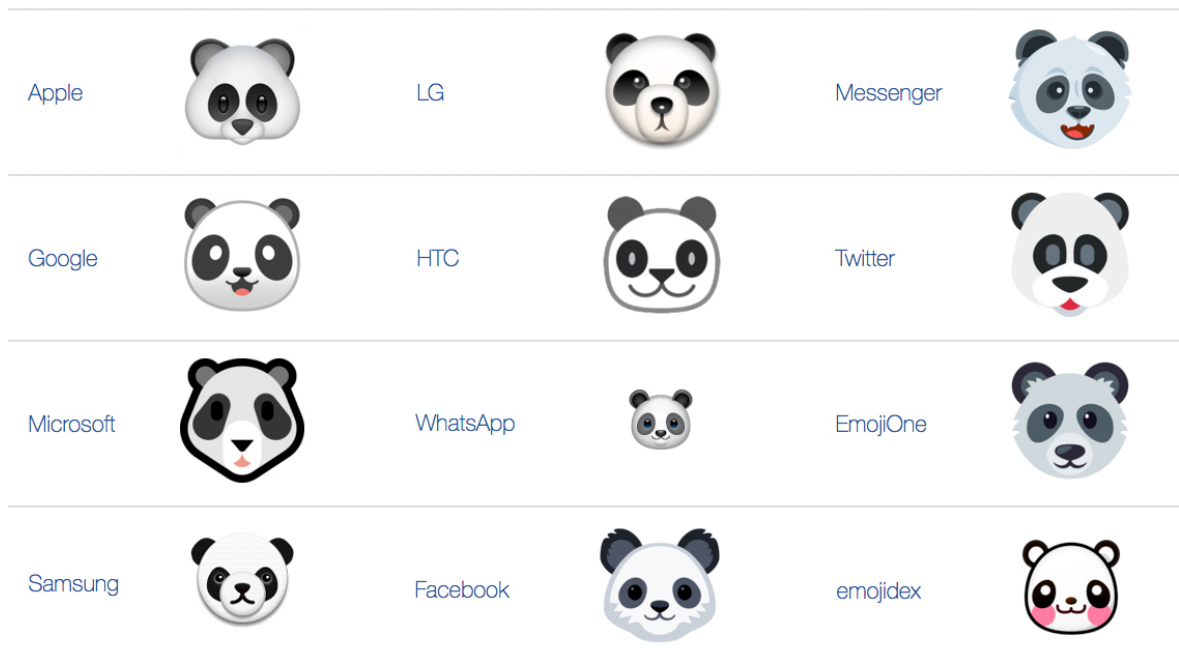 Apple
LG
Messenger
Google
HTC
Twitter
Microsoft
WhatsApp
EmojiOne
Samsung
Facebook
emojidex